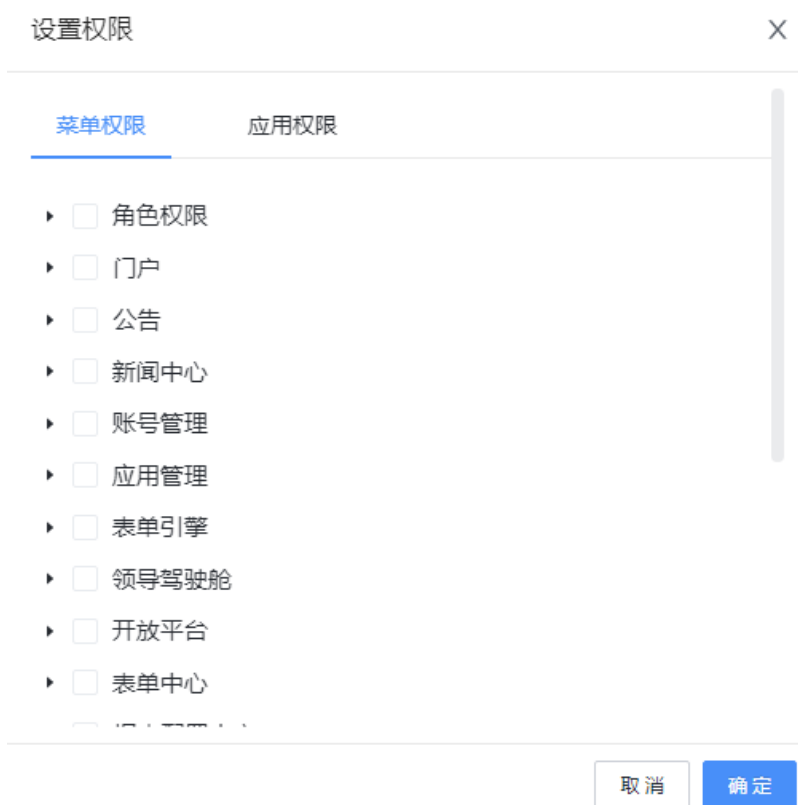 设置权限
菜单权限 应用权限
角色权限
门户
公告
新闻中心
账号管理
应用管理
表单引擎
领导驾驶舱
开放平台
表单中心
取消 确定